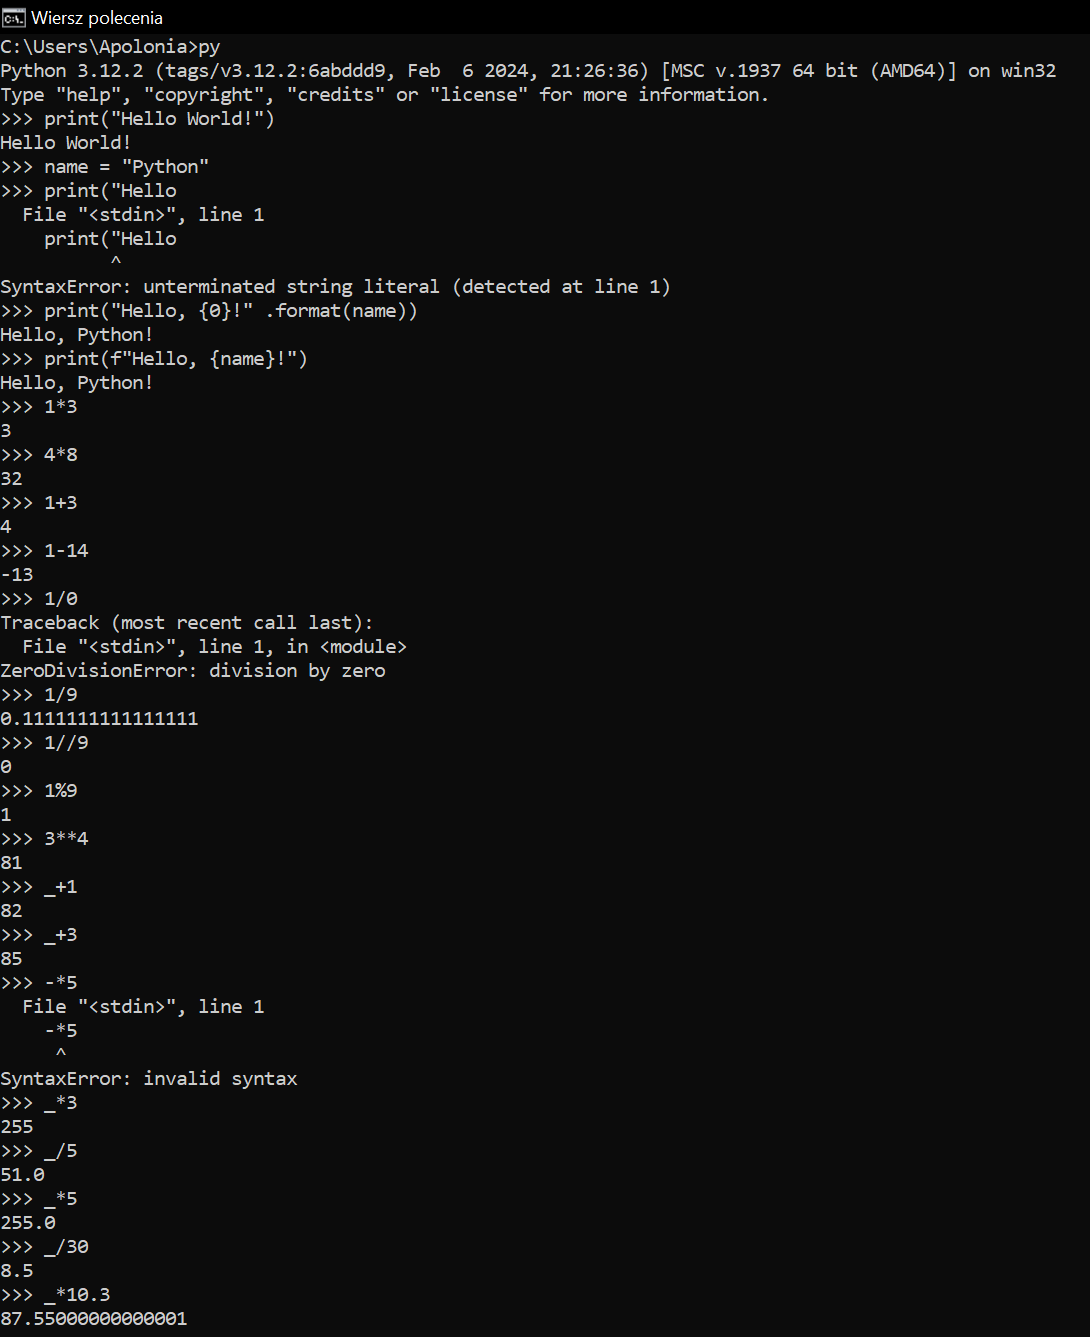 Wiersz polecenia
C:\Users\Apolonia>py
Python 3.12.2 (tags/v3.12.2:6abddd9, Feb  6 2024, 21:26:36) [MSC v.1937 64 bit (AMD64)] on win32
Type "help", "copyright", "credits" or "license" for more information.
>>> print("Hello World!")
Hello World!
>>> name = "Python"
>>> print("Hello
  File "<stdin>", line 1
    print("Hello
          ^
SyntaxError: unterminated string literal (detected at line 1)
>>> print("Hello, {0}!" .format(name))
Hello, Python!
>>> print(f"Hello, {name}!")
Hello, Python!
>>> 1*3
3
>>> 4*8
32
>>> 1+3
4
>>> 1-14
-13
>>> 1/0
Traceback (most recent call last):
  File "<stdin>", line 1, in <module>
ZeroDivisionError: division by zero
>>> 1/9
0.1111111111111111
>>> 1//9
0
>>> 1%9
1
>>> 3**4
81
>>> _+1
82
>>> _+3
85
>>> -*5
  File "<stdin>", line 1
    -*5
     ^
SyntaxError: invalid syntax
>>> _*3
255
>>> _/5
51.0
>>> _*5
255.0
>>> _/30
8.5
>>> _*10.3
87.55000000000001